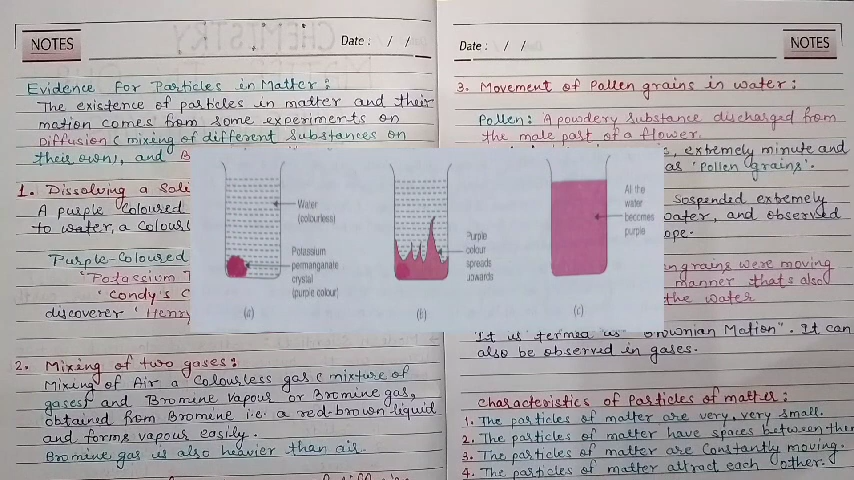 NOTES
Date : / /
Evidence for Particles in Matter:
The existence of particles in matter and their
motion comes from some experiments on
Diffusion ( mixing of different Substances on
their own), and B
1. Dissolving a Soli
A purple Coloured
to water, a Colourl
Purple-Coloured
"Potassium
'Condy's C
discoverer 'Henry
2. Mixing of two gases:
Mixing of Air a Colourless gas ( mixture of
gases) and Bromine Vapour or Bromine gas,
obtained from Bromine i.e. a red-brown liquid
and forms vapour easily.
Bromine gas is also heavier than air.
Water
(colourless)
Potassium
permanganate
crystal
(purple colour)
(a)
Purple
colour
spreads
upwards
(b)
All the
water
becomes
purple
(c)
Date : / /
NOTES
3. Movement of Pollen grains in water:
Pollen: A powdery Substance discharged from
the male part of a flower.
extremely minute and
as 'Pollen grains'.
Suspended extremely
water, and observed
ope.
grains were moving
manner that's also
the water
It is termed as Brownian Motion". It can
also be observed in gases.
Characteristics of Particles of matter:
1. The particles of matter are very, very small.
2. The particles of matter have spaces between them
3. The particles of matter are Constantly moving.
4. The particles of matter attract each other.